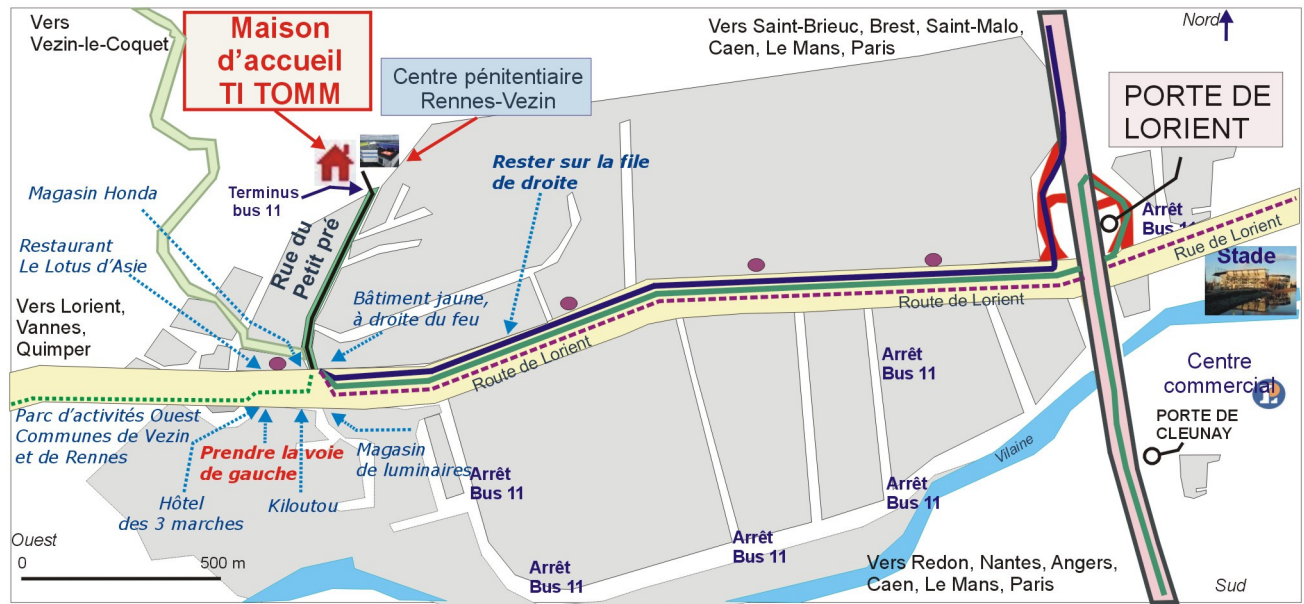 Vers
Vezin-le-Coquet
Maison
d'accueil
TI TOMM
Centre pénitentiaire
Rennes-Vezin
Vers Saint-Brieuc, Brest, Saint-Malo,
Caen, Le Mans, Paris
Nord
PORTE DE
LORIENT
Rester sur la file
de droite
Terminus
bus 11
Magasin Honda
Restaurant
Le Lotus d'Asie
Rue du
Petit pré
Vers Lorient,
Vannes,
Quimper
Bâtiment jaune,
à droite du feu
Arrêt
Bus 11
Rue de Lorient
Stade
Route de Lorient
Route de Lorient
Arrêt
Bus 11
Centre
commercial
PORTE DE
CLEUNAY
Parc d'activités Ouest
Communes de Vezin
et de Rennes
Prendre la voie
de gauche
Magasin
de luminaires
Hôtel
des 3 marches
Kiloutou
Arrêt
Bus 11
Arrêt
Bus 11
Vilaine
Arrêt
Bus 11
Arrêt
Bus 11
Ouest
0
500 m
Vers Redon, Nantes, Angers,
Caen, Le Mans, Paris
Sud